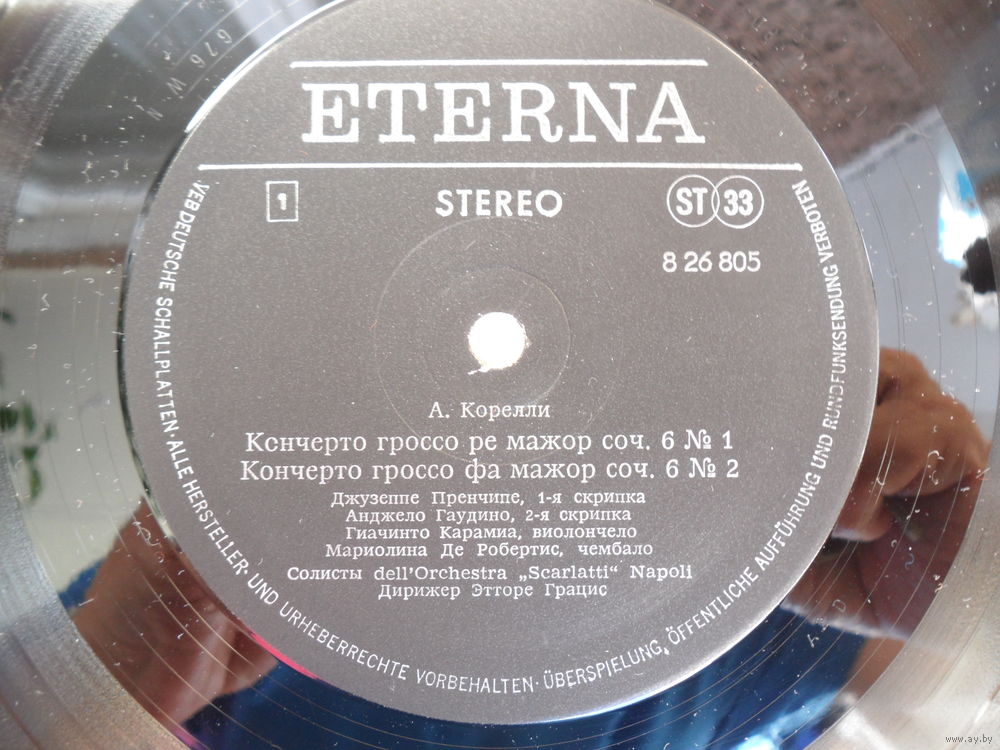 ETERNA
1
STEREO
ST 33
8 26 805
А. Корелли
Кончерто гроссо ре мажор соч. 6 № 1
Кончерто гроссо фа мажор соч. 6 № 2
Джузеппе Пренчипе, 1-я скрипка
Анджело Гаудино, 2-я скрипка
Гиачинто Карамиа, виолончело
Мариолина Де Робертис, чембало
Солисты dell'Orchestra „Scarlatti“ Napoli
Дирижер Этторе Грацис
VEB DEUTSCHE SCHALLPLATTEN · ALLE HERSTELLER- UND URHEBERRECHTE VORBEHALTEN · ÜBERSPIELUNG, ÖFFENTLICHE AUFFÜHRUNG UND RUNDFUNKSENDUNG VERBOTEN
www.ay.by